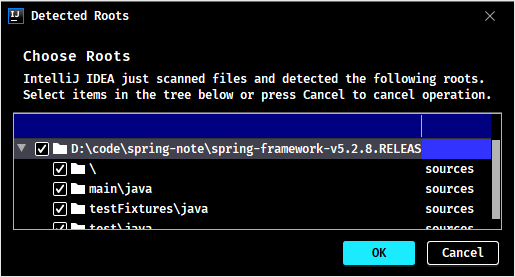 IJ Detected Roots
Choose Roots
IntelliJ IDEA just scanned files and detected the following roots.
Select items in the tree below or press Cancel to cancel operation.
D:\code\spring-note\spring-framework-v5.2.8.RELEAS
\ sources
main\java sources
testFixtures\java sources
test\java sources
OK Cancel